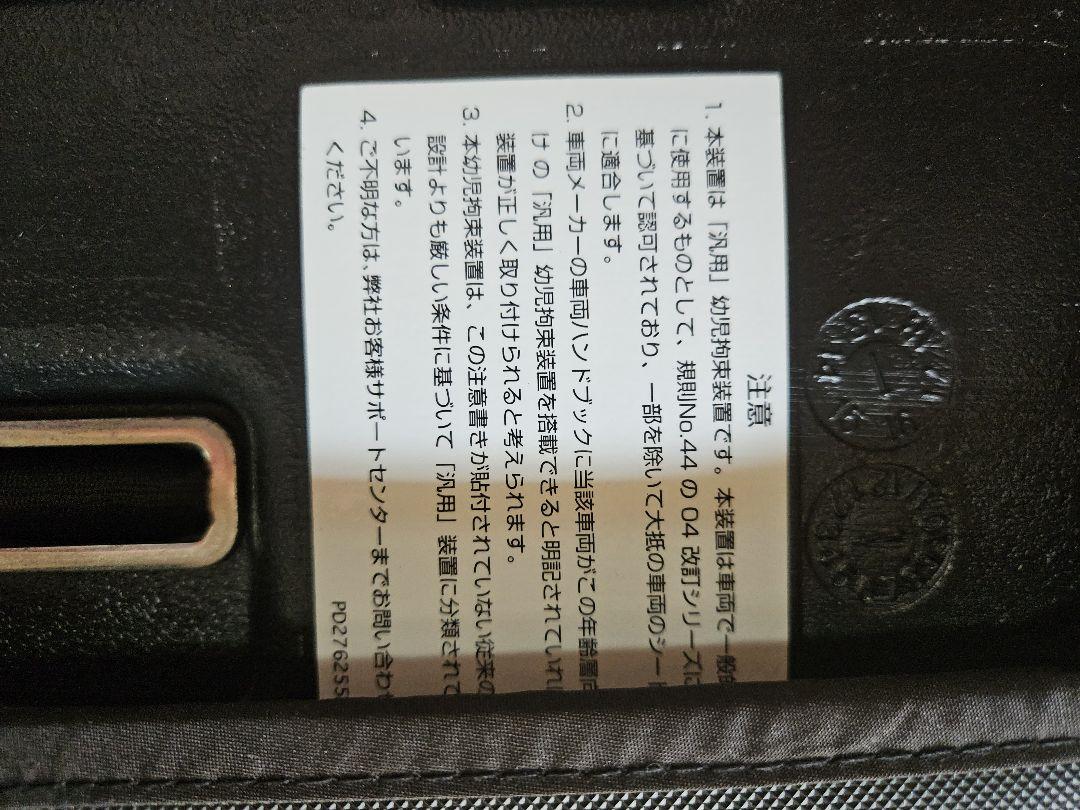 注意
1. 本装置は「汎用」幼児拘束装置です。本装置は車両で一般的
に使用するものとして、規則No.44 の 04 改訂シリーズに
基づいて認可されており、一部を除いて大抵の車両のシート
に適合します。
2. 車両メーカーの車両ハンドブックに当該車両がこの年齢層向
け の「汎用」幼児拘束装置を搭載できると明記されていれ
装置が正しく取り付けられると考えられます。
3. 本幼児拘束装置は、この注意書きが貼付されていない従来の
設計よりも厳しい条件に基づいて「汎用」装置に分類されて
います。
4. ご不明な方は、弊社お客様サポートセンターまでお問い合わせ
ください。
PD276255